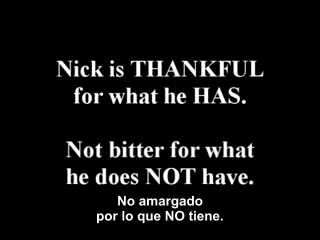 Nick is THANKFUL
for what he HAS.
Not bitter for what
he does NOT have.
No amargado
por lo que NO tiene.